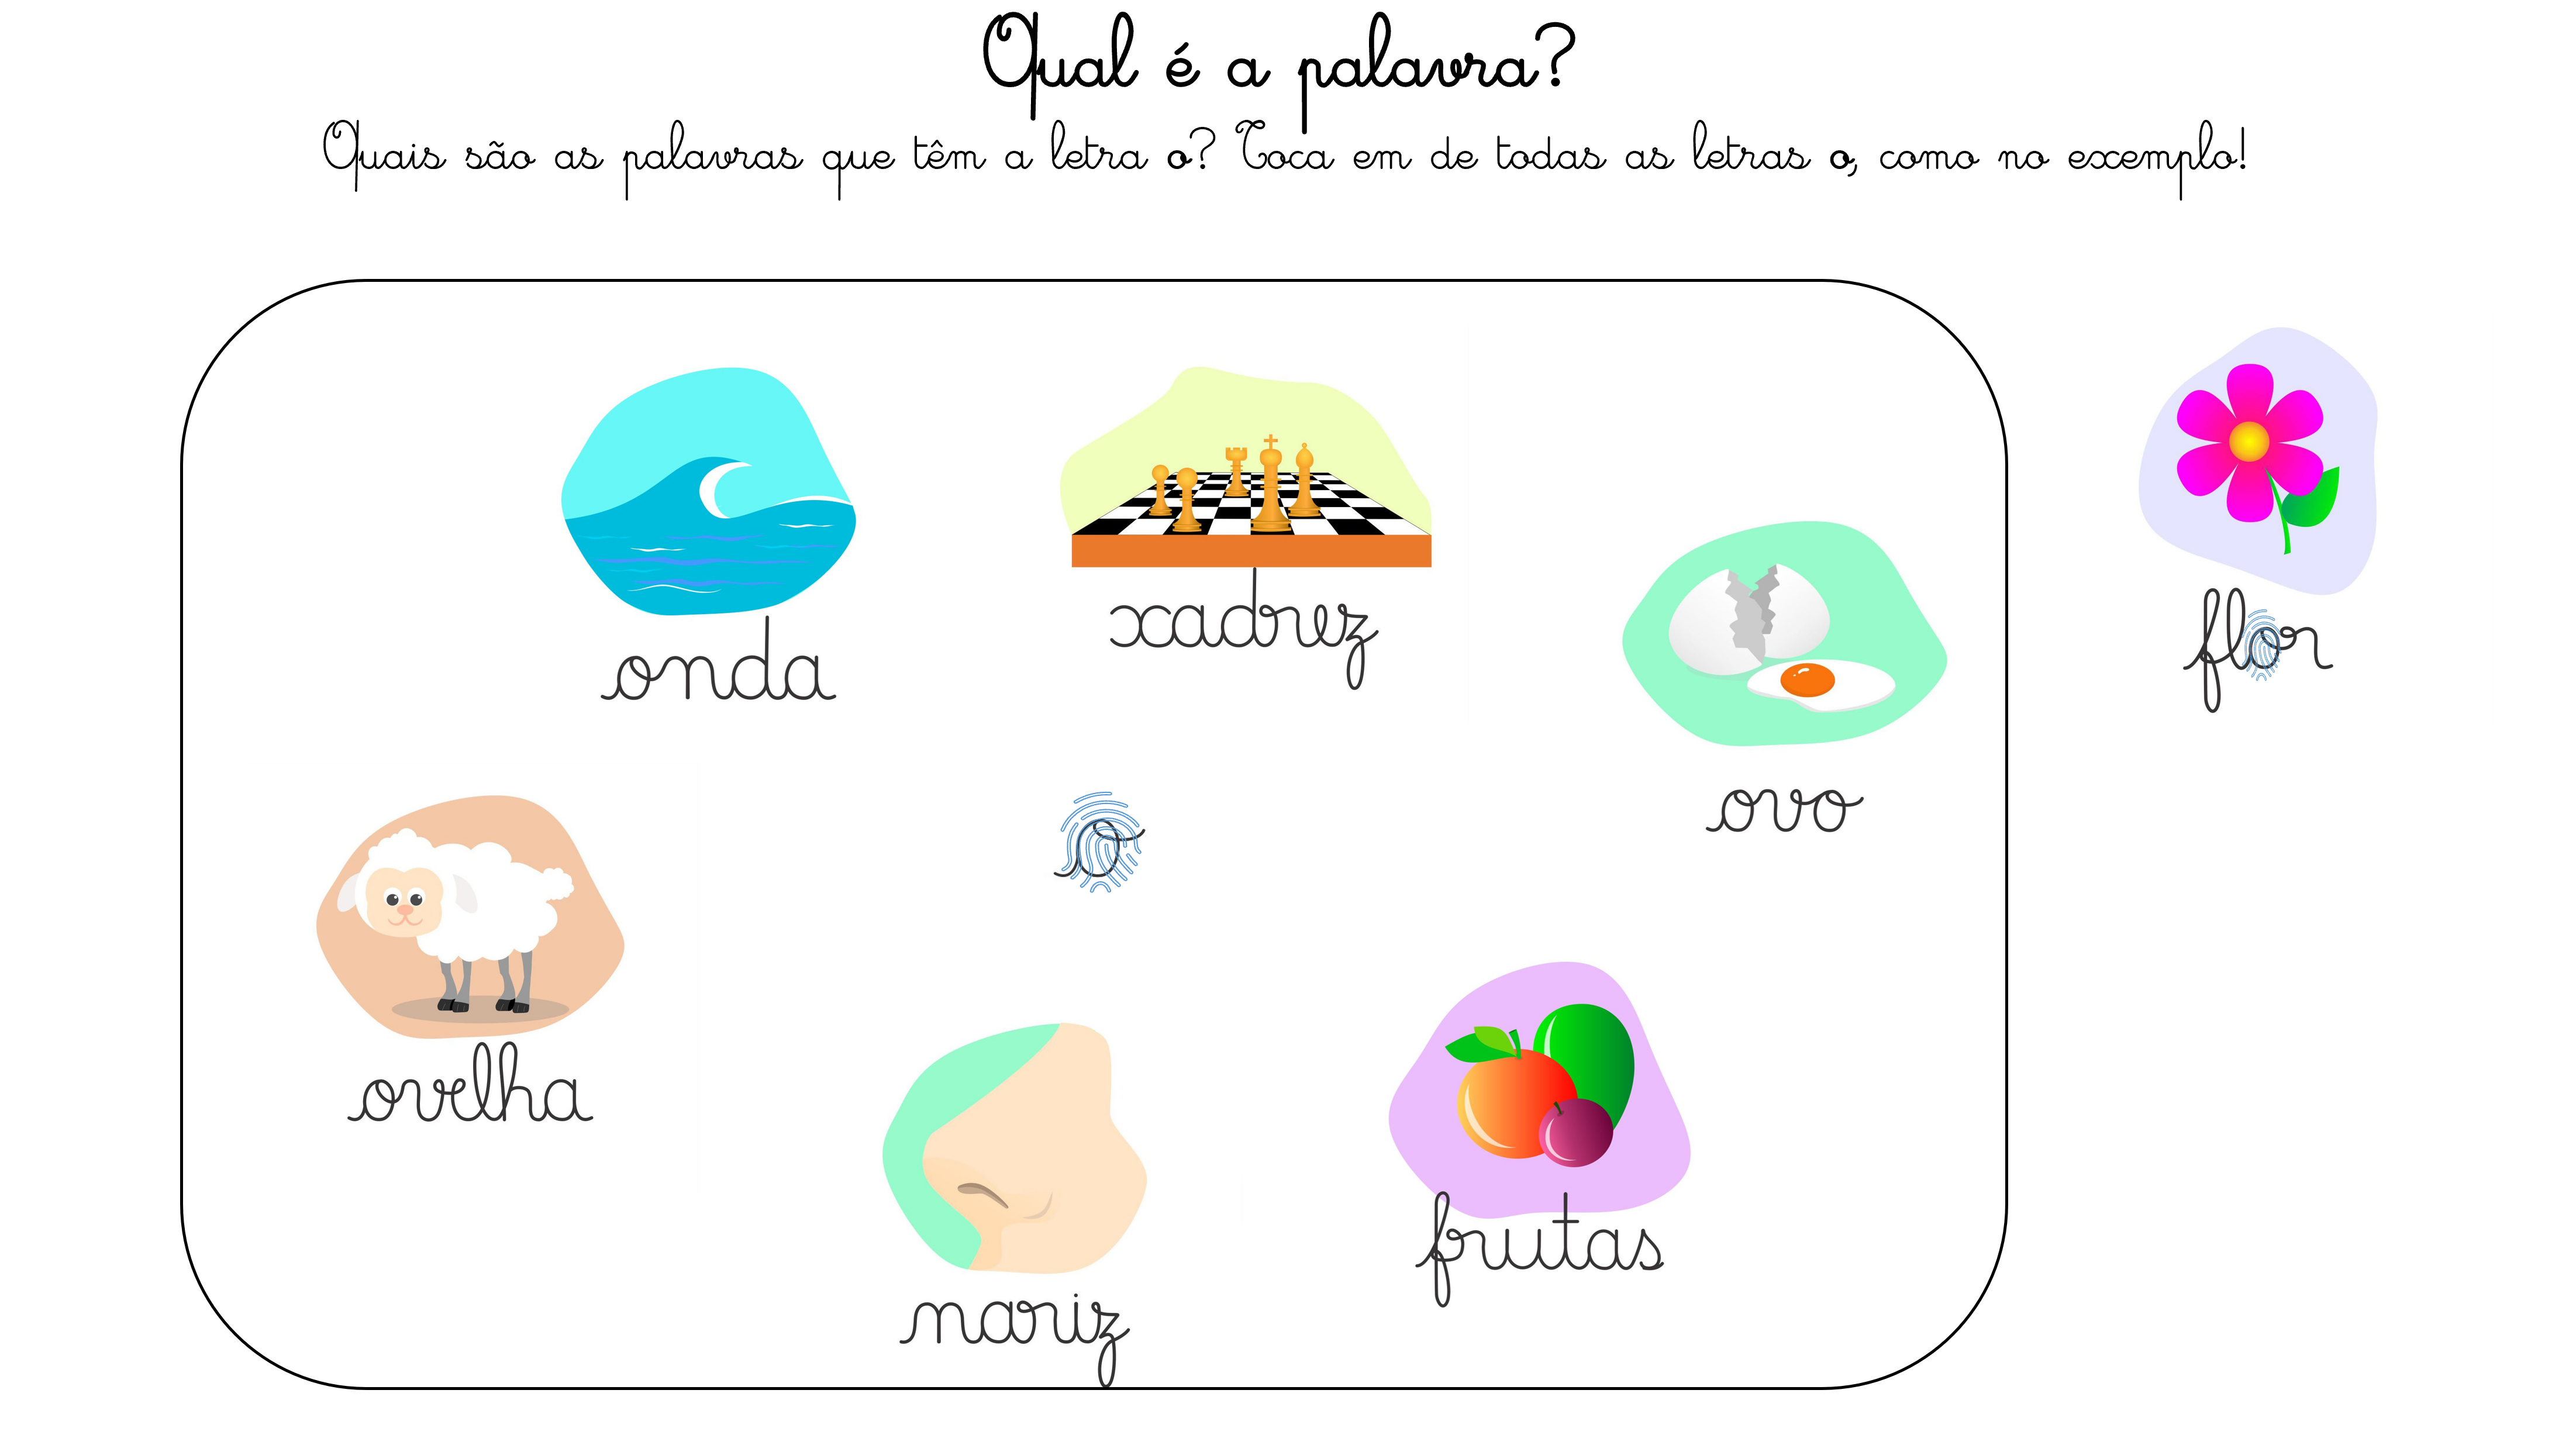 Qual é a palavra?
Quais são as palavras que têm a letra o? Toca em de todas as letras o, como no exemplo!
onda
xadrez
flor
ovo
o
ovelha
frutas
nariz